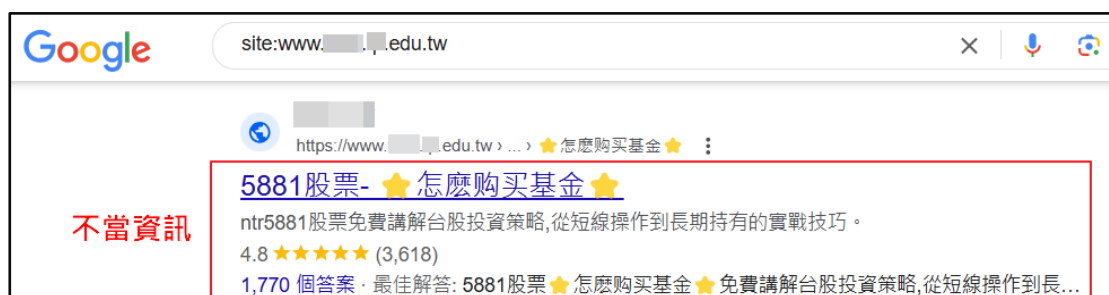 Google
site:www. . .edu.tw
https://www. . .edu.tw › ... › ⭐怎麽购买基金⭐
5881股票- ⭐怎麽购买基金⭐
不當資訊
ntr5881股票免費講解台股投資策略,從短線操作到長期持有的實戰技巧。
4.8 ★★★★★ (3,618)
1,770 個答案 · 最佳解答: 5881股票⭐怎麽购买基金⭐免費講解台股投資策略,從短線操作到長...